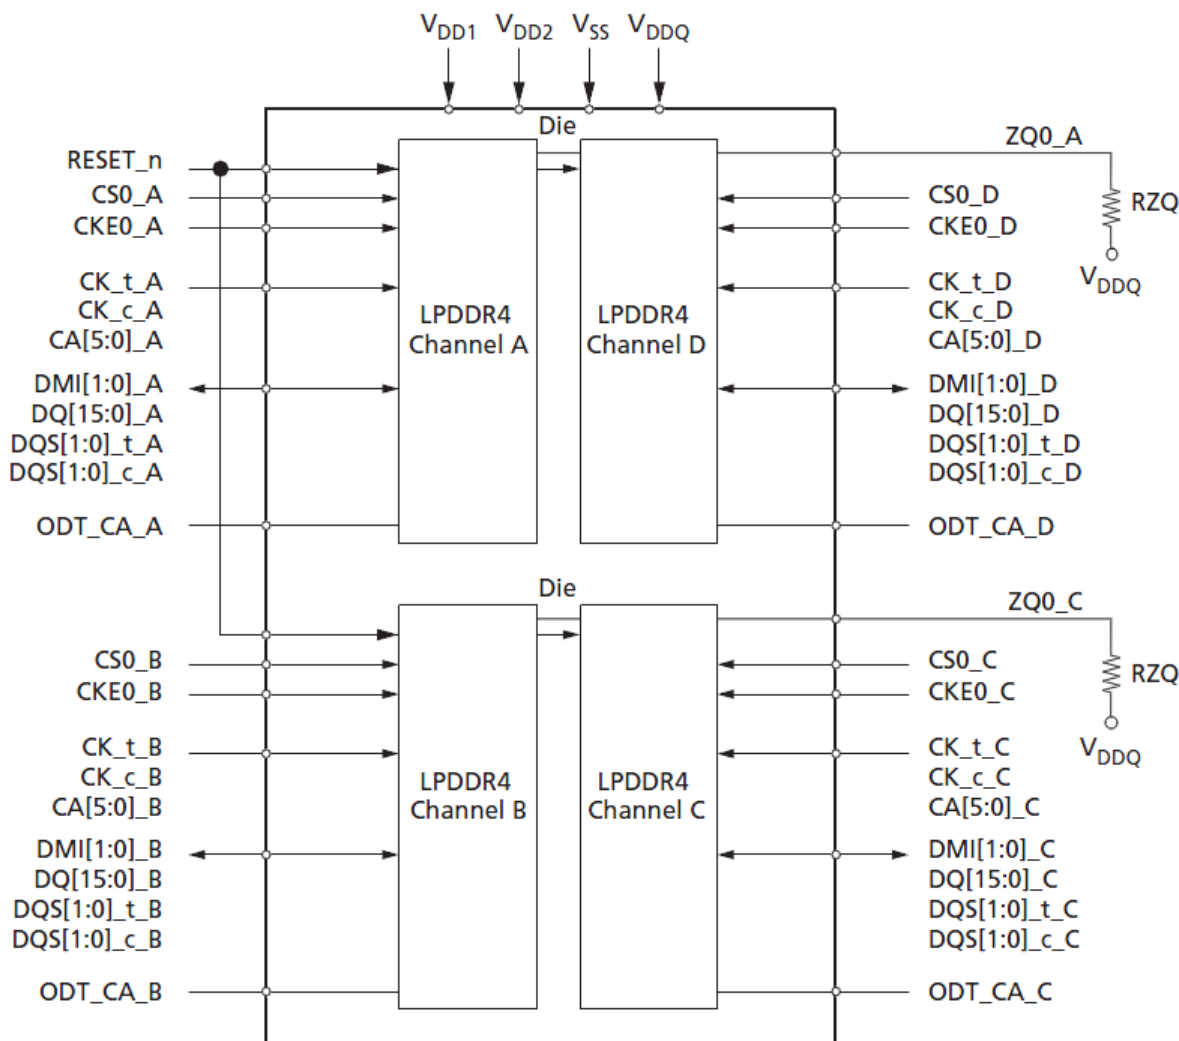 VDD1 VDD2 VSS VDDQ
Die
RESET_n
CS0_A
CKE0_A
CK_t_A
CK_c_A
CA[5:0]_A
DMI[1:0]_A
DQ[15:0]_A
DQS[1:0]_t_A
DQS[1:0]_c_A
ODT_CA_A
LPDDR4
Channel A
LPDDR4
Channel D
ZQ0_A
RZQ
VDDQ
CS0_D
CKE0_D
CK_t_D
CK_c_D
CA[5:0]_D
DMI[1:0]_D
DQ[15:0]_D
DQS[1:0]_t_D
DQS[1:0]_c_D
ODT_CA_D
Die
CS0_B
CKE0_B
CK_t_B
CK_c_B
CA[5:0]_B
DMI[1:0]_B
DQ[15:0]_B
DQS[1:0]_t_B
DQS[1:0]_c_B
ODT_CA_B
LPDDR4
Channel B
LPDDR4
Channel C
ZQ0_C
RZQ
VDDQ
CS0_C
CKE0_C
CK_t_C
CK_c_C
CA[5:0]_C
DMI[1:0]_C
DQ[15:0]_C
DQS[1:0]_t_C
DQS[1:0]_c_C
ODT_CA_C